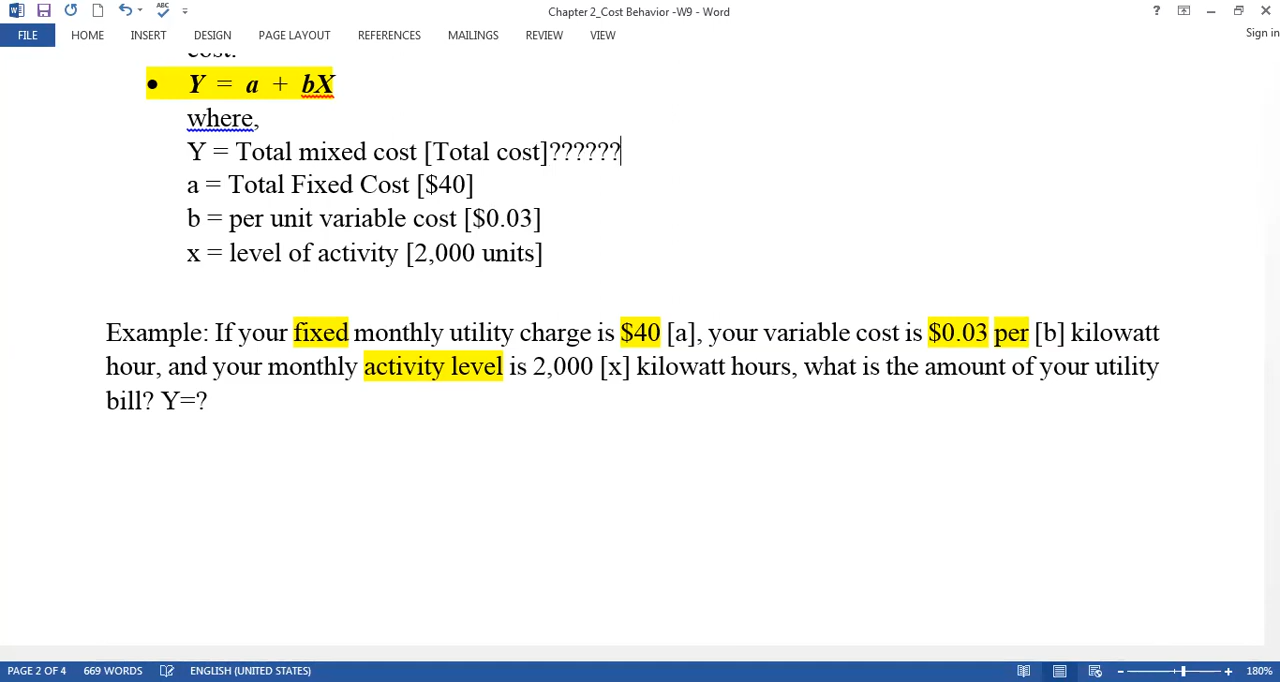 Chapter 2_Cost Behavior -W9 - Word
?
FILE HOME INSERT DESIGN PAGE LAYOUT REFERENCES MAILINGS REVIEW VIEW Sign in
• Y = a + bX
where,
Y = Total mixed cost [Total cost]??????
a = Total Fixed Cost [$40]
b = per unit variable cost [$0.03]
x = level of activity [2,000 units]
Example: If your fixed monthly utility charge is $40 [a], your variable cost is $0.03 per [b] kilowatt
hour, and your monthly activity level is 2,000 [x] kilowatt hours, what is the amount of your utility
bill? Y=?
PAGE 2 OF 4 669 WORDS ENGLISH (UNITED STATES) 180%